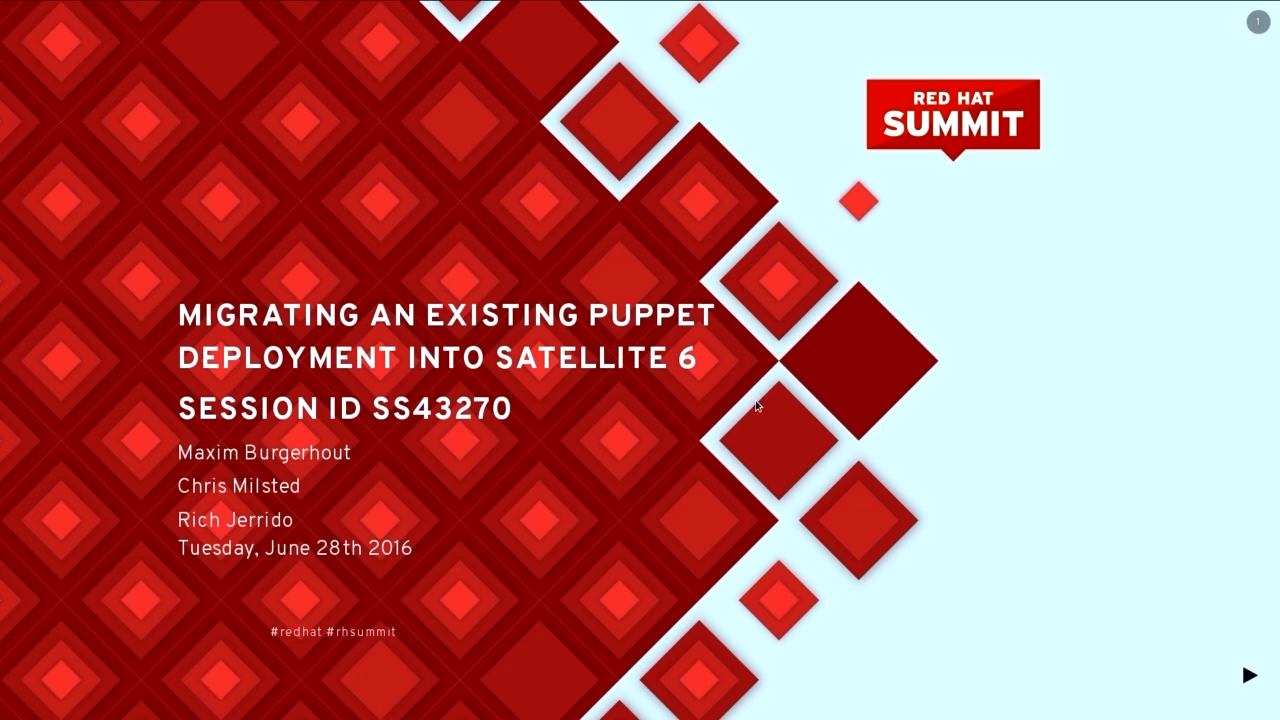 1
RED HAT
SUMMIT
MIGRATING AN EXISTING PUPPET
DEPLOYMENT INTO SATELLITE 6
SESSION ID SS43270
Maxim Burgerhout
Chris Milsted
Rich Jerrido
Tuesday, June 28th 2016
#redhat #rhsummit